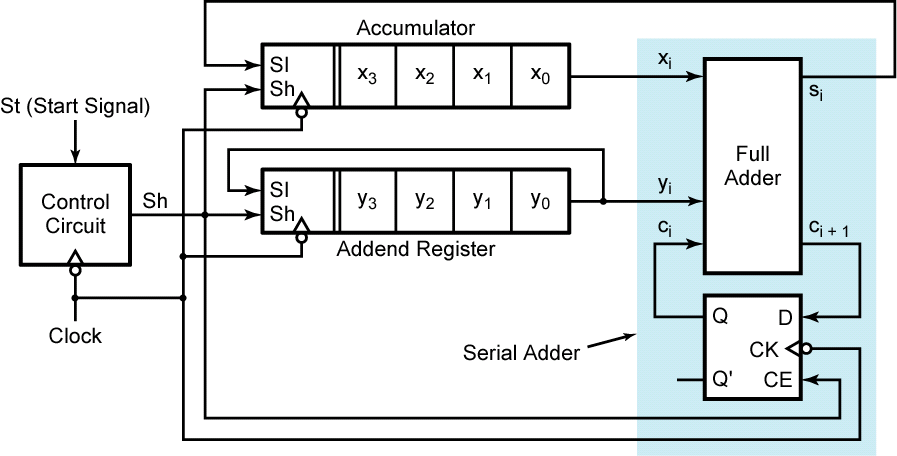 Accumulator
SI
Sh
x3 x2 x1 x0
xi
si
St (Start Signal)
Control
Circuit
Sh
Clock
SI
Sh
y3 y2 y1 y0
Addend Register
yi
ci
Full
Adder
ci + 1
Serial Adder
Q D
CK
Q' CE